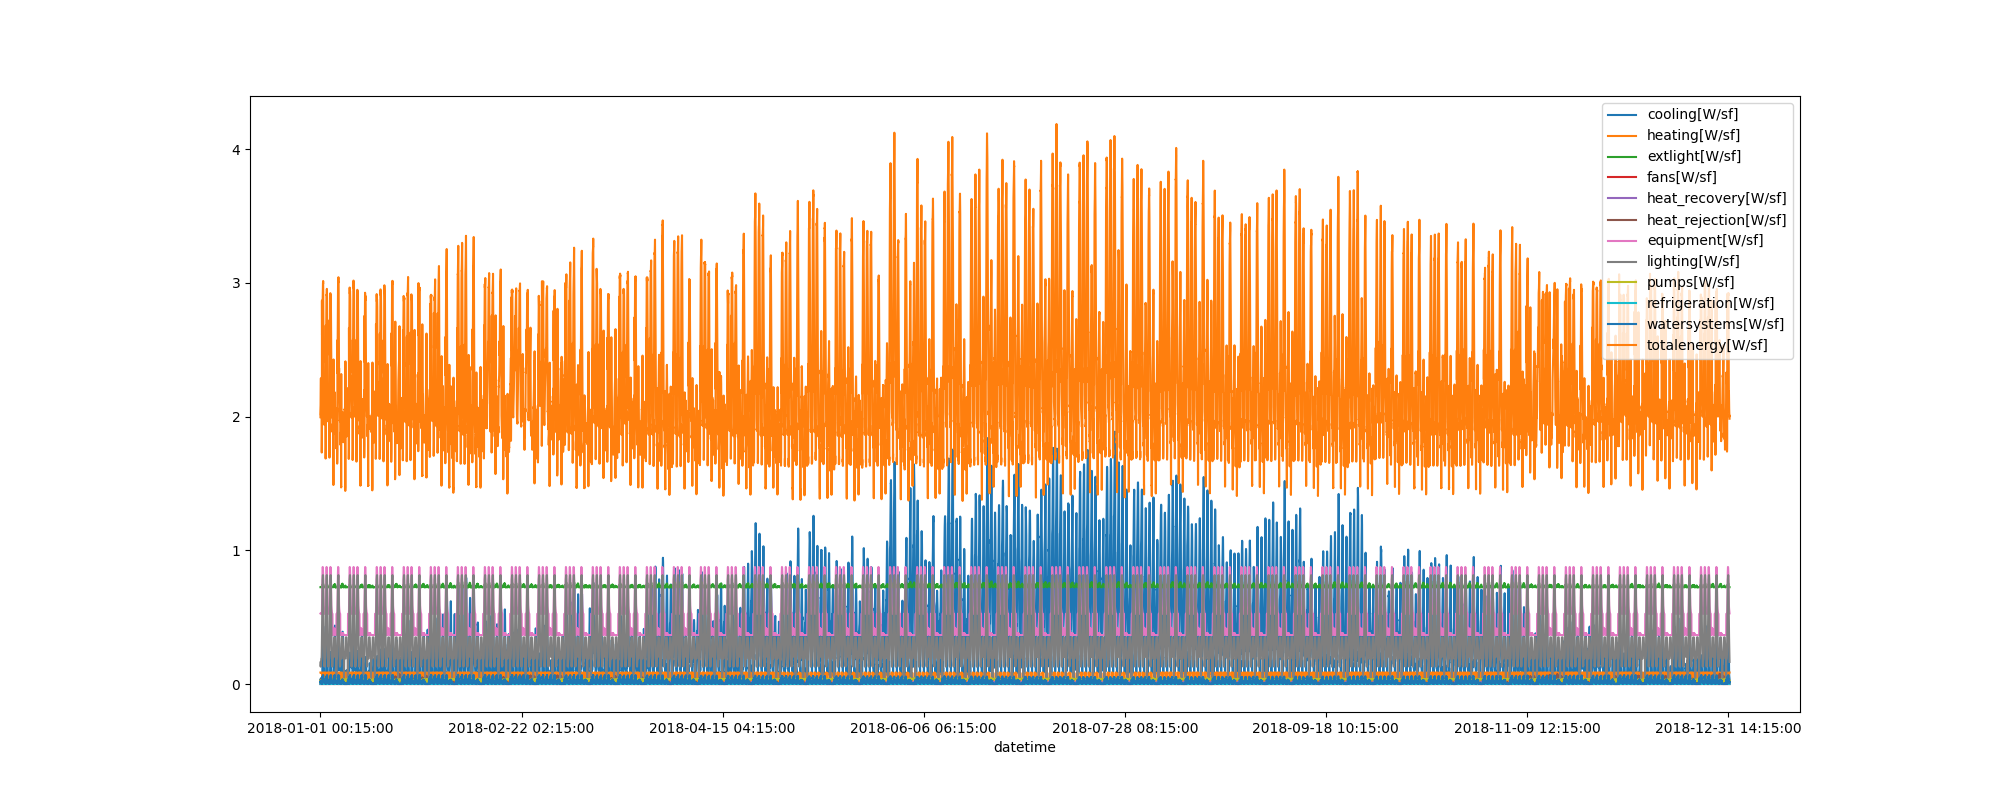 4
3
2
1
0
cooling[W/sf]
heating[W/sf]
extlight[W/sf]
fans[W/sf]
heat_recovery[W/sf]
heat_rejection[W/sf]
equipment[W/sf]
lighting[W/sf]
pumps[W/sf]
refrigeration[W/sf]
watersystems[W/sf]
totalenergy[W/sf]
2018-01-01 00:15:00 2018-02-22 02:15:00 2018-04-15 04:15:00 2018-06-06 06:15:00 2018-07-28 08:15:00 2018-09-18 10:15:00 2018-11-09 12:15:00 2018-12-31 14:15:00
datetime